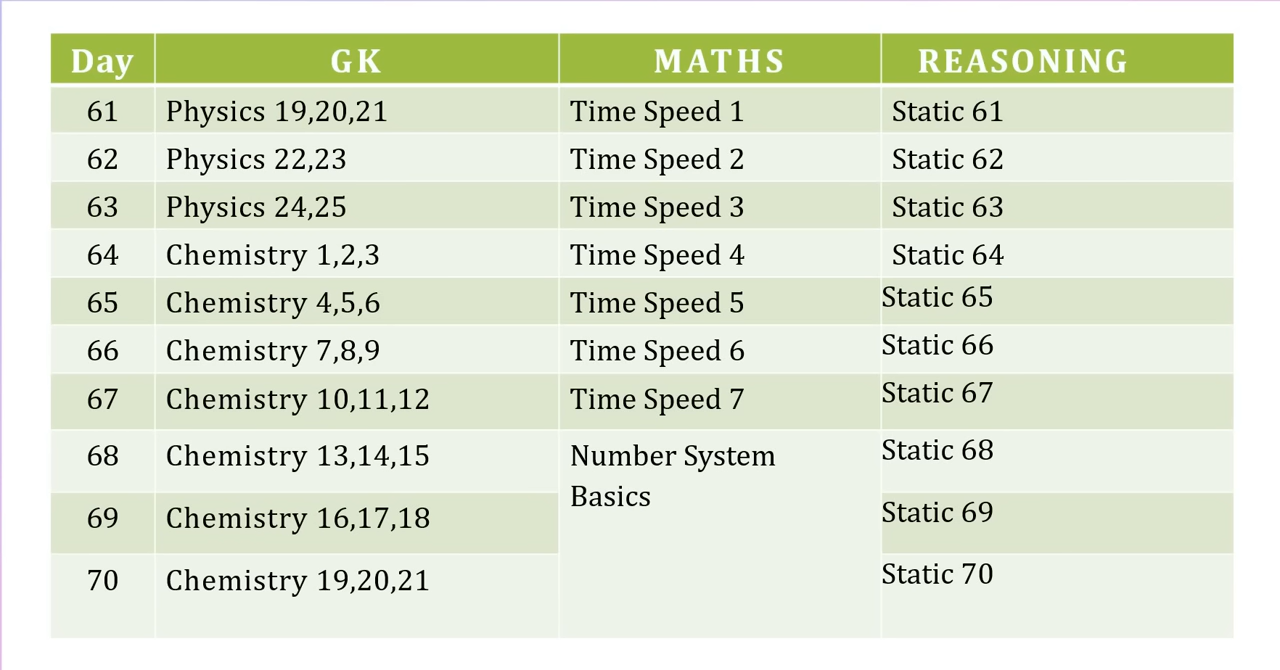 Day GK MATHS REASONING
61 Physics 19,20,21 Time Speed 1 Static 61
62 Physics 22,23 Time Speed 2 Static 62
63 Physics 24,25 Time Speed 3 Static 63
64 Chemistry 1,2,3 Time Speed 4 Static 64
65 Chemistry 4,5,6 Time Speed 5 Static 65
66 Chemistry 7,8,9 Time Speed 6 Static 66
67 Chemistry 10,11,12 Time Speed 7 Static 67
68 Chemistry 13,14,15 Number System Static 68
Basics
69 Chemistry 16,17,18 Static 69
70 Chemistry 19,20,21 Static 70